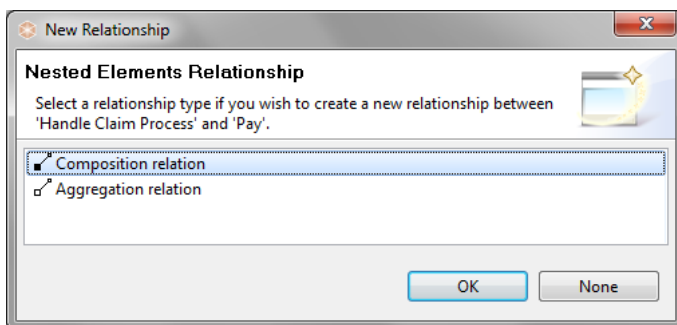 New Relationship
Nested Elements Relationship
Select a relationship type if you wish to create a new relationship between
'Handle Claim Process' and 'Pay'.
Composition relation
Aggregation relation
OK
None